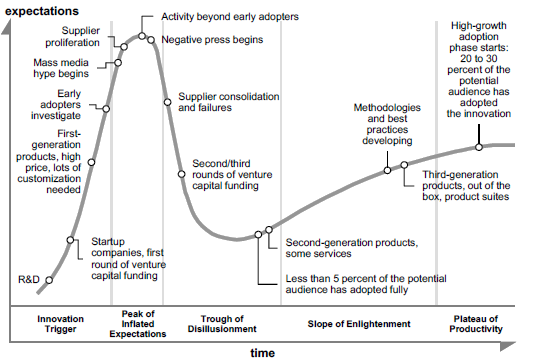 expectations
Activity beyond early adopters
Supplier
proliferation
Negative press begins
Mass media
hype begins
Early
adopters
investigate
First-
generation
products, high
price, lots of
customization
needed
R&D
Startup
companies, first
round of venture
capital funding
Supplier consolidation
and failures
Second/third
rounds of venture
capital funding
Second-generation products,
some services
Less than 5 percent of the potential
audience has adopted fully
Methodologies
and best
practices
developing
Third-generation
products, out of the
box, product suites
High-growth
adoption
phase starts:
20 to 30
percent of the
potential
audience has
adopted
the innovation
Innovation
Trigger
Peak of
Inflated
Expectations
Trough of
Disillusionment
Slope of Enlightenment
Plateau of
Productivity
time